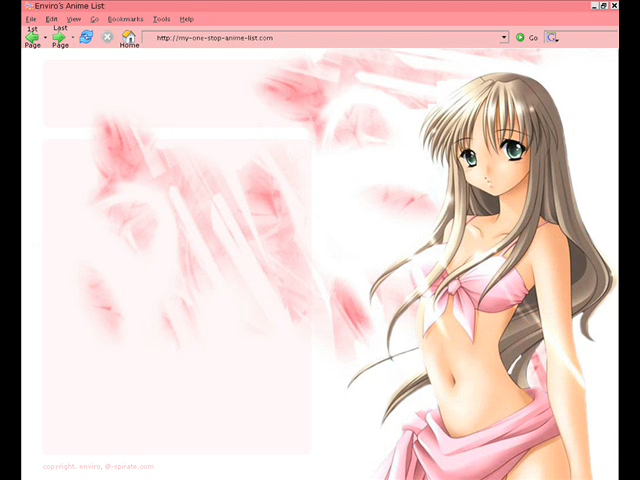 Enviro's Anime List
File Edit View Go Bookmarks Tools Help
1st Page
Last Page
Home
http://my-one-stop-anime-list.com
Go
copyright. enviro, @-rpirate.com